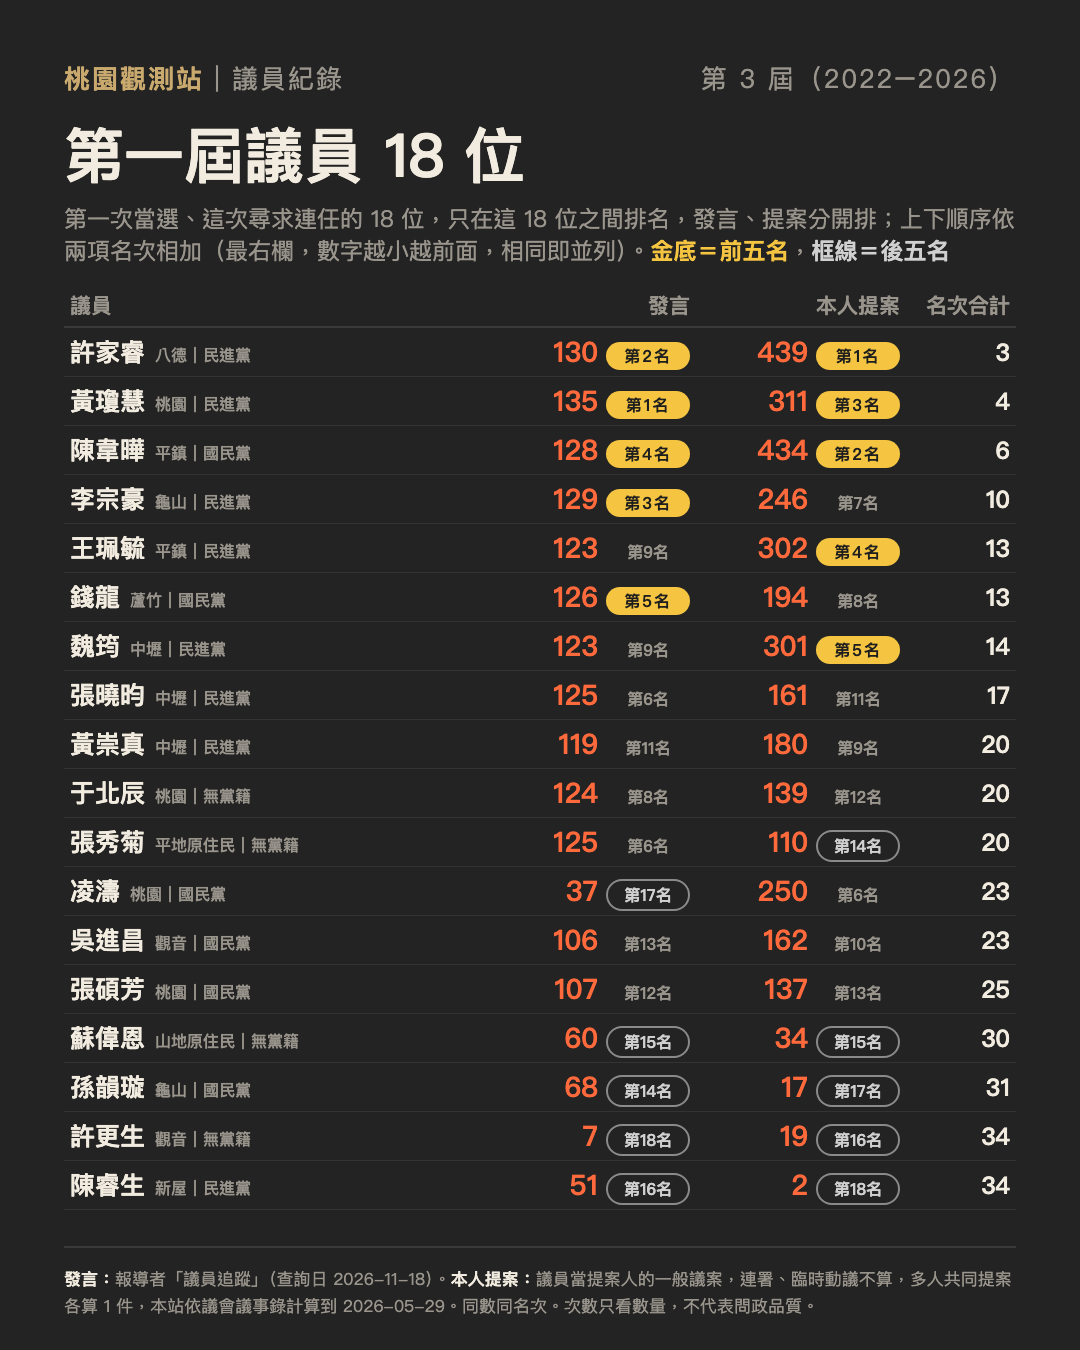 桃園觀測站｜議員紀錄 第 3 屆（2022－2026）
第一屆議員 18 位
第一次當選、這次尋求連任的 18 位，只在這 18 位之間排名，發言、提案分開排；上下順序依
兩項名次相加（最右欄，數字越小越前面，相同即並列）。金底＝前五名，框線＝後五名
議員 發言 本人提案 名次合計
許家睿 八德｜民進黨 130 第2名 439 第1名 3
黃瓊慧 桃園｜民進黨 135 第1名 311 第3名 4
陳韋曄 平鎮｜國民黨 128 第4名 434 第2名 6
李宗豪 龜山｜民進黨 129 第3名 246 第7名 10
王珮毓 平鎮｜民進黨 123 第9名 302 第4名 13
錢龍 蘆竹｜國民黨 126 第5名 194 第8名 13
魏筠 中壢｜民進黨 123 第9名 301 第5名 14
張曉昀 中壢｜民進黨 125 第6名 161 第11名 17
黃崇真 中壢｜民進黨 119 第11名 180 第9名 20
于北辰 桃園｜無黨籍 124 第8名 139 第12名 20
張秀菊 平地原住民｜無黨籍 125 第6名 110 第14名 20
凌濤 桃園｜國民黨 37 第17名 250 第6名 23
吳進昌 觀音｜國民黨 106 第13名 162 第10名 23
張碩芳 桃園｜國民黨 107 第12名 137 第13名 25
蘇偉恩 山地原住民｜無黨籍 60 第15名 34 第15名 30
孫韻璇 龜山｜國民黨 68 第14名 17 第17名 31
許更生 觀音｜無黨籍 7 第18名 19 第16名 34
陳睿生 新屋｜民進黨 51 第16名 2 第18名 34
發言：報導者「議員追蹤」（查詢日 2026–11–18）。本人提案：議員當提案人的一般議案，連署、臨時動議不算，多人共同提案
各算 1 件，本站依議會議事錄計算到 2026–05–29。同數同名次。次數只看數量，不代表問政品質。